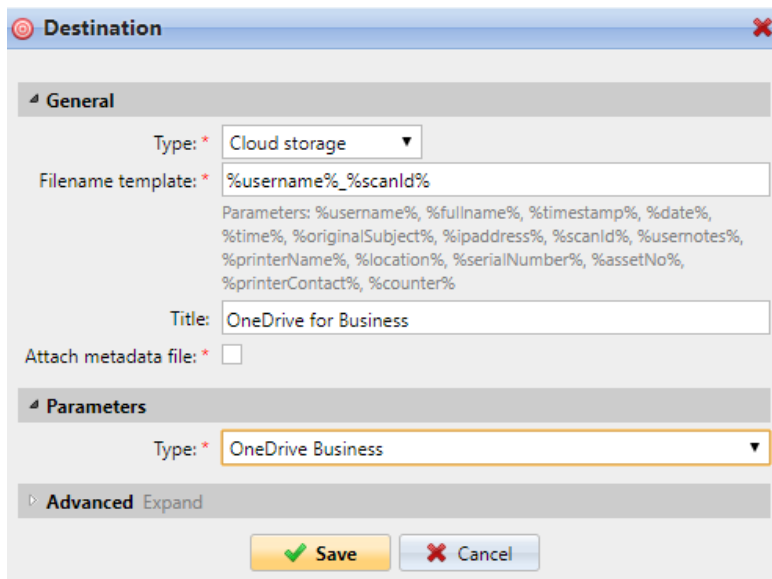 Destination
General
Type: * Cloud storage
Filename template: * %username%_%scanId%
Parameters: %username%, %fullname%, %timestamp%, %date%,
%time%, %originalSubject%, %ipaddress%, %scanId%, %usernotes%,
%printerName%, %location%, %serialNumber%, %assetNo%,
%printerContact%, %counter%
Title: OneDrive for Business
Attach metadata file: *
Parameters
Type: * OneDrive Business
Advanced Expand
Save Cancel